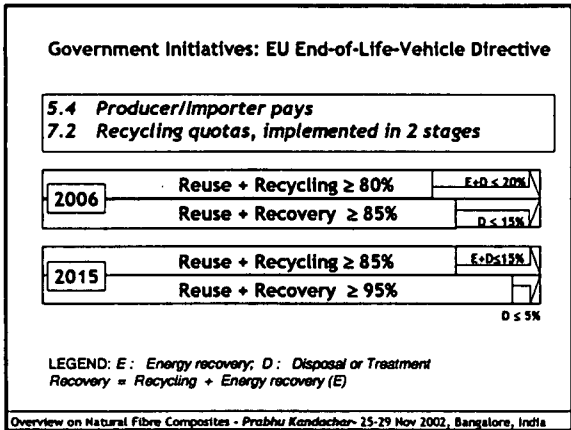 Government Initiatives: EU End-of-Life-Vehicle Directive
5.4 Producer/Importer pays
7.2 Recycling quotas, implemented in 2 stages
2006
Reuse + Recycling ≥ 80%
E+D ≤ 20%
Reuse + Recovery ≥ 85%
D ≤ 15%
2015
Reuse + Recycling ≥ 85%
E+D≤15%
Reuse + Recovery ≥ 95%
D ≤ 5%
LEGEND: E : Energy recovery; D : Disposal or Treatment
Recovery = Recycling + Energy recovery (E)
Overview on Natural Fibre Composites - Prabhu Kandachar- 25-29 Nov 2002, Bangalore, India